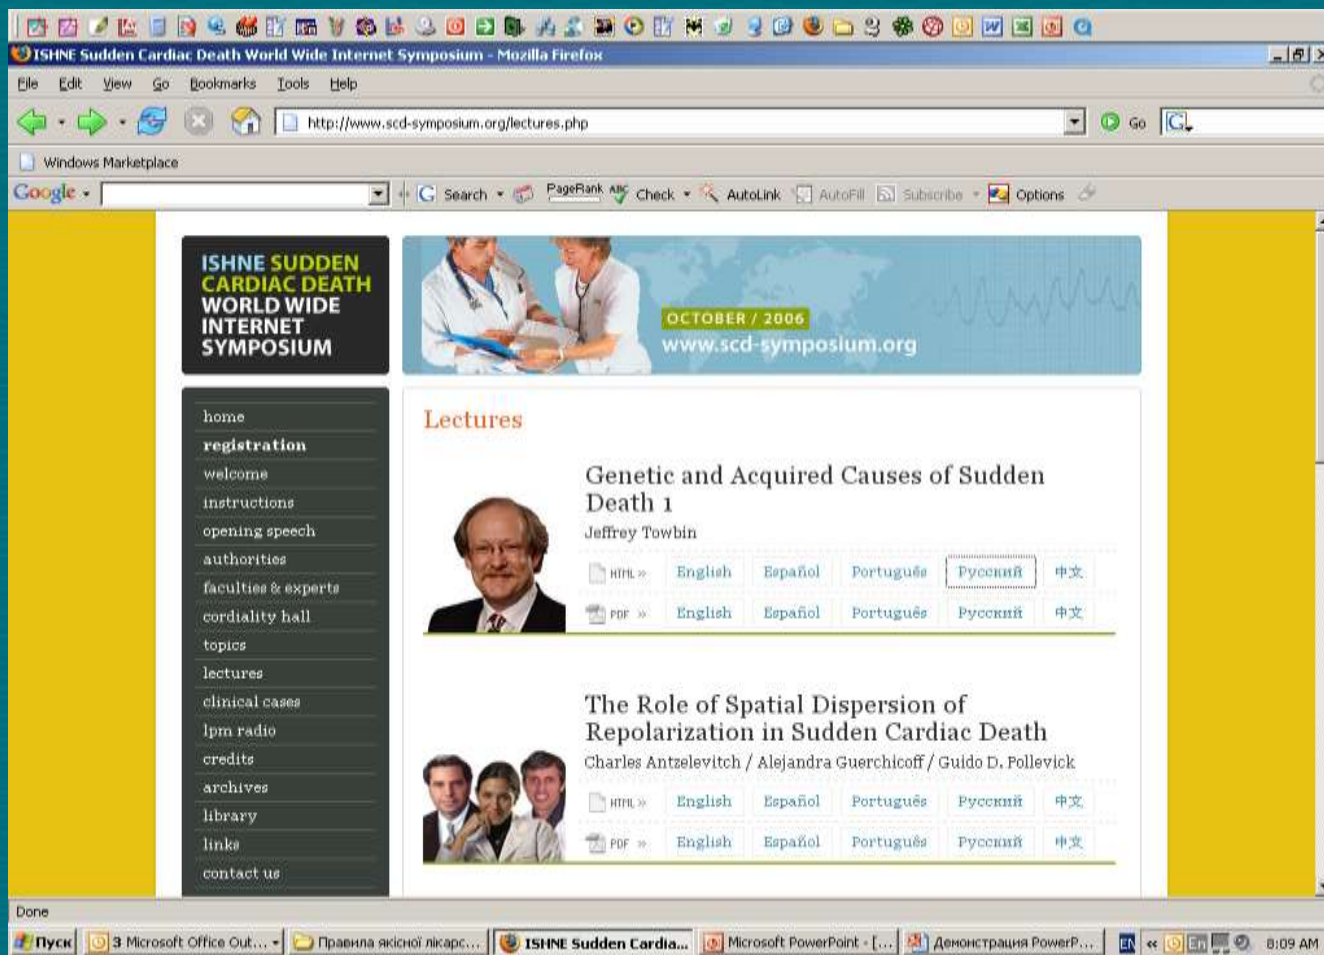 ISHNE Sudden Cardiac Death World Wide Internet Symposium - Mozilla Firefox
File Edit View Go Bookmarks Tools Help
http://www.scd-symposium.org/lectures.php Go
Windows Marketplace
Google Search PageRank ABC Check AutoLink AutoFill Subscribe Options
ISHNE SUDDEN
CARDIAC DEATH
WORLD WIDE
INTERNET
SYMPOSIUM
OCTOBER / 2006
www.scd-symposium.org
home
registration
welcome
instructions
opening speech
authorities
faculties & experts
cordiality hall
topics
lectures
clinical cases
lpm radio
credits
archives
library
links
contact us
Lectures
Genetic and Acquired Causes of Sudden
Death 1
Jeffrey Towbin
HTML » English Español Português Русский 中文
PDF » English Español Português Русский 中文
The Role of Spatial Dispersion of
Repolarization in Sudden Cardiac Death
Charles Antzelevitch / Alejandra Guerchicoff / Guido D. Pollevick
HTML » English Español Português Русский 中文
PDF » English Español Português Русский 中文
Done
Пуск 3 Microsoft Office Out... Правила якісної лікарс... ISHNE Sudden Cardia... Microsoft PowerPoint - [... Демонстрация PowerP... EN « En 8:09 AM